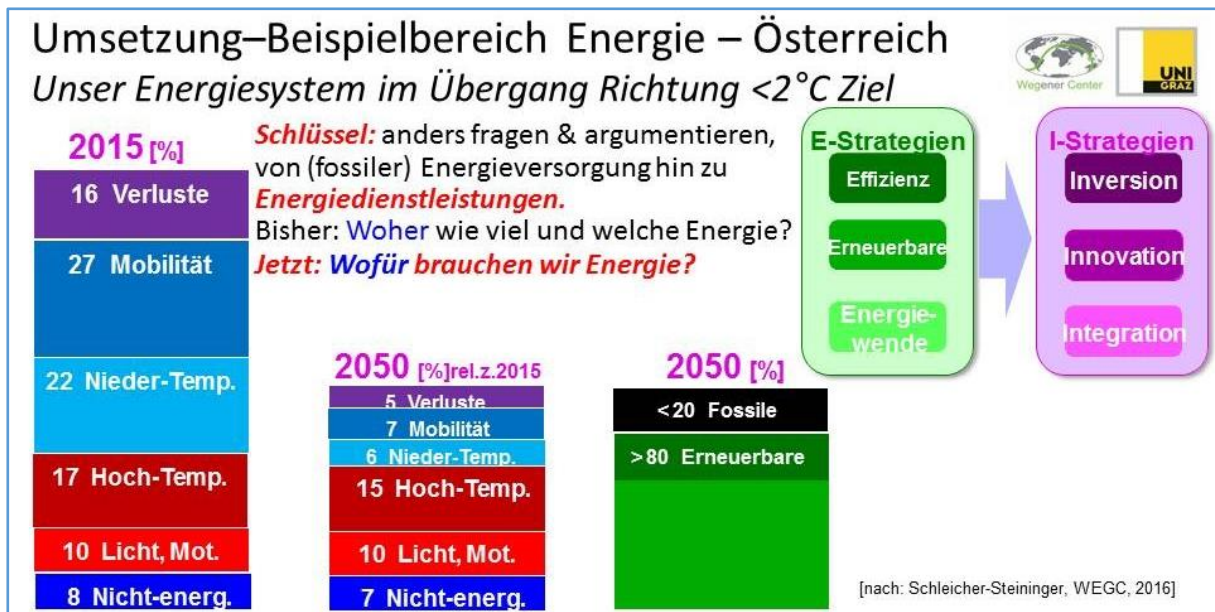 Umsetzung–Beispielbereich Energie – Österreich
Unser Energiesystem im Übergang Richtung <2°C Ziel
Wegener Center
UNI
GRAZ
2015 [%]
16 Verluste
27 Mobilität
22 Nieder-Temp.
17 Hoch-Temp.
10 Licht, Mot.
8 Nicht-energ.
Schlüssel: anders fragen & argumentieren,
von (fossiler) Energieversorgung hin zu
Energiedienstleistungen.
Bisher: Woher wie viel und welche Energie?
Jetzt: Wofür brauchen wir Energie?
E-Strategien
Effizienz
Erneuerbare
Energie-
wende
I-Strategien
Inversion
Innovation
Integration
2050 [%]rel.z.2015
5 Verluste
7 Mobilität
6 Nieder-Temp.
15 Hoch-Temp.
10 Licht, Mot.
7 Nicht-energ.
2050 [%]
<20 Fossile
>80 Erneuerbare
[nach: Schleicher-Steininger, WEGC, 2016]